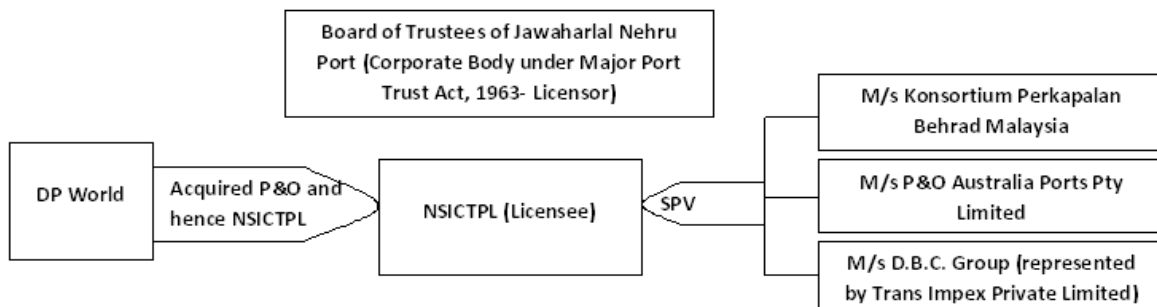 Board of Trustees of Jawaharlal Nehru
Port (Corporate Body under Major Port
Trust Act, 1963- Licensor)
DP World
Acquired P&O and
hence NSICTPL
NSICTPL (Licensee)
SPV
M/s Konsortium Perkapalan
Behrad Malaysia
M/s P&O Australia Ports Pty
Limited
M/s D.B.C. Group (represented
by Trans Impex Private Limited)